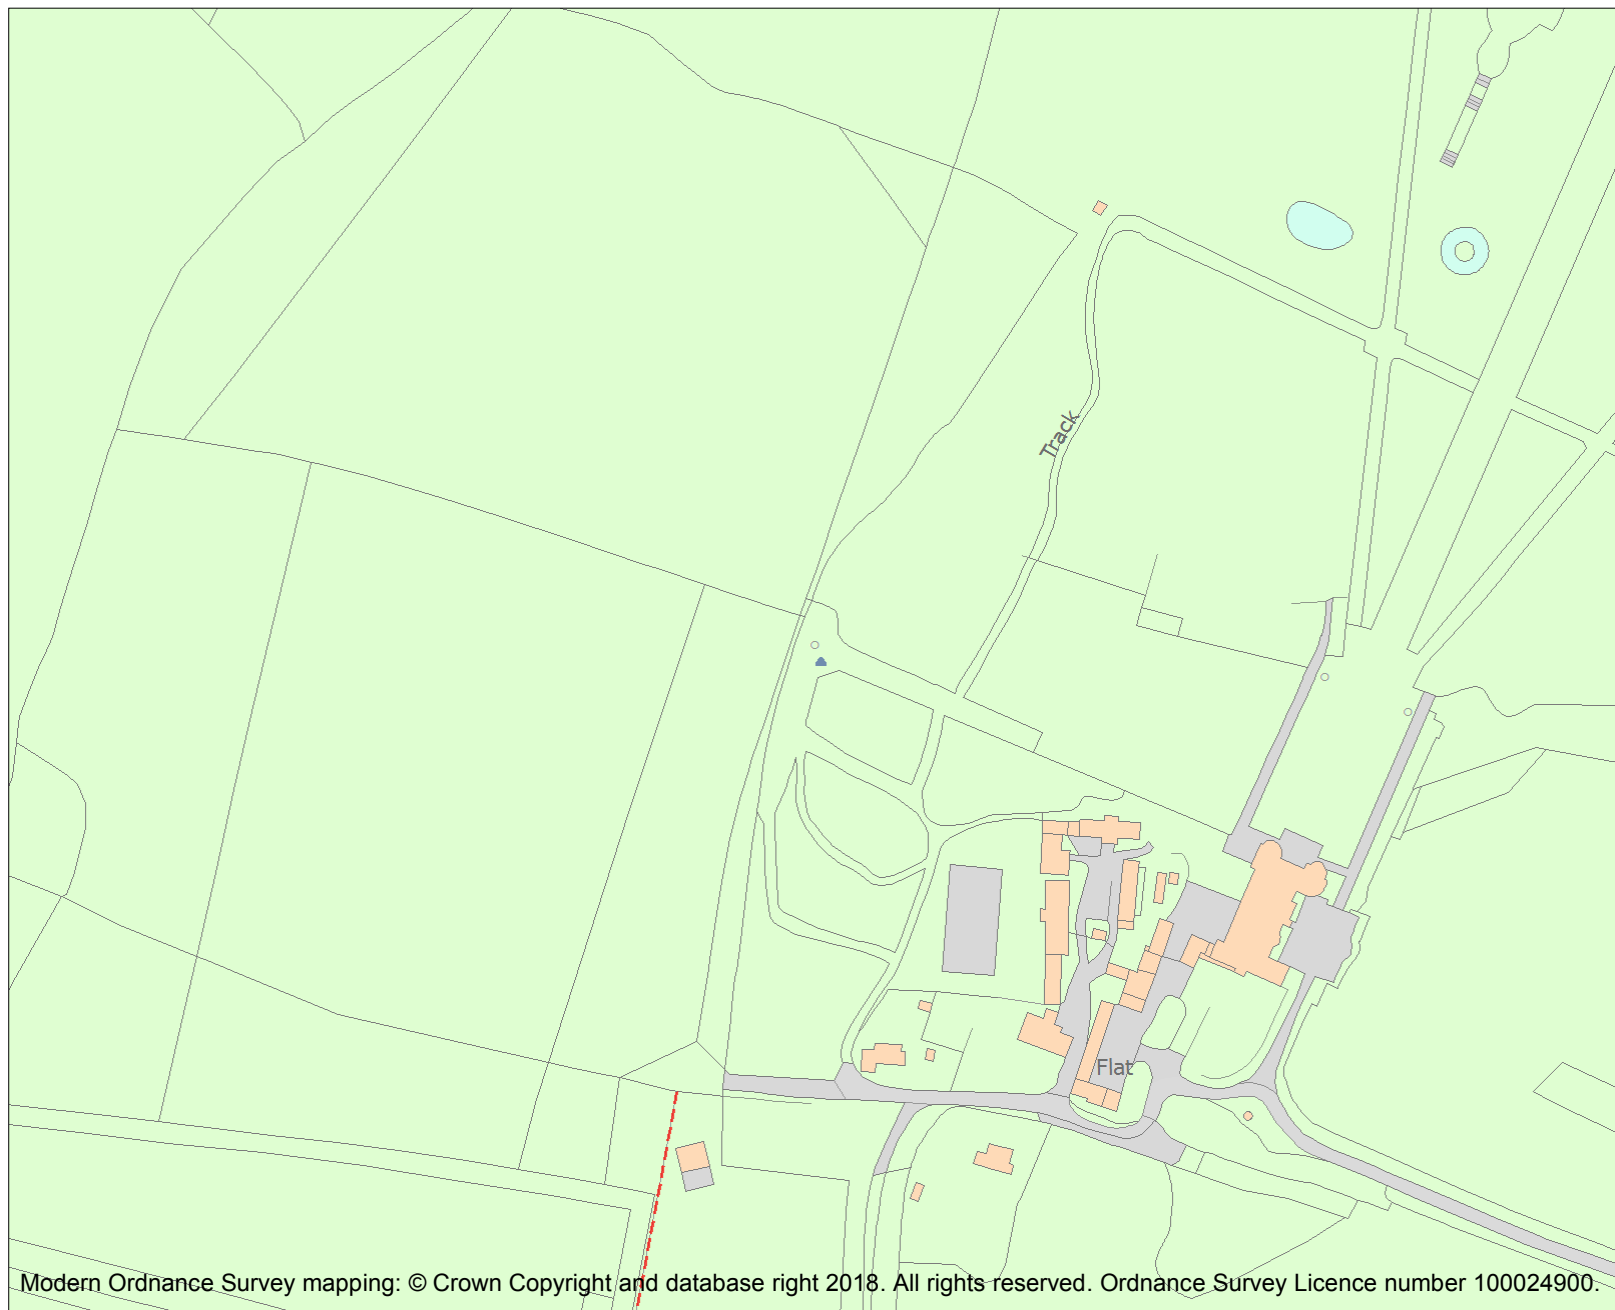 Track
Flat
Modern Ordnance Survey mapping: © Crown Copyright and database right 2018. All rights reserved. Ordnance Survey Licence number 100024900.